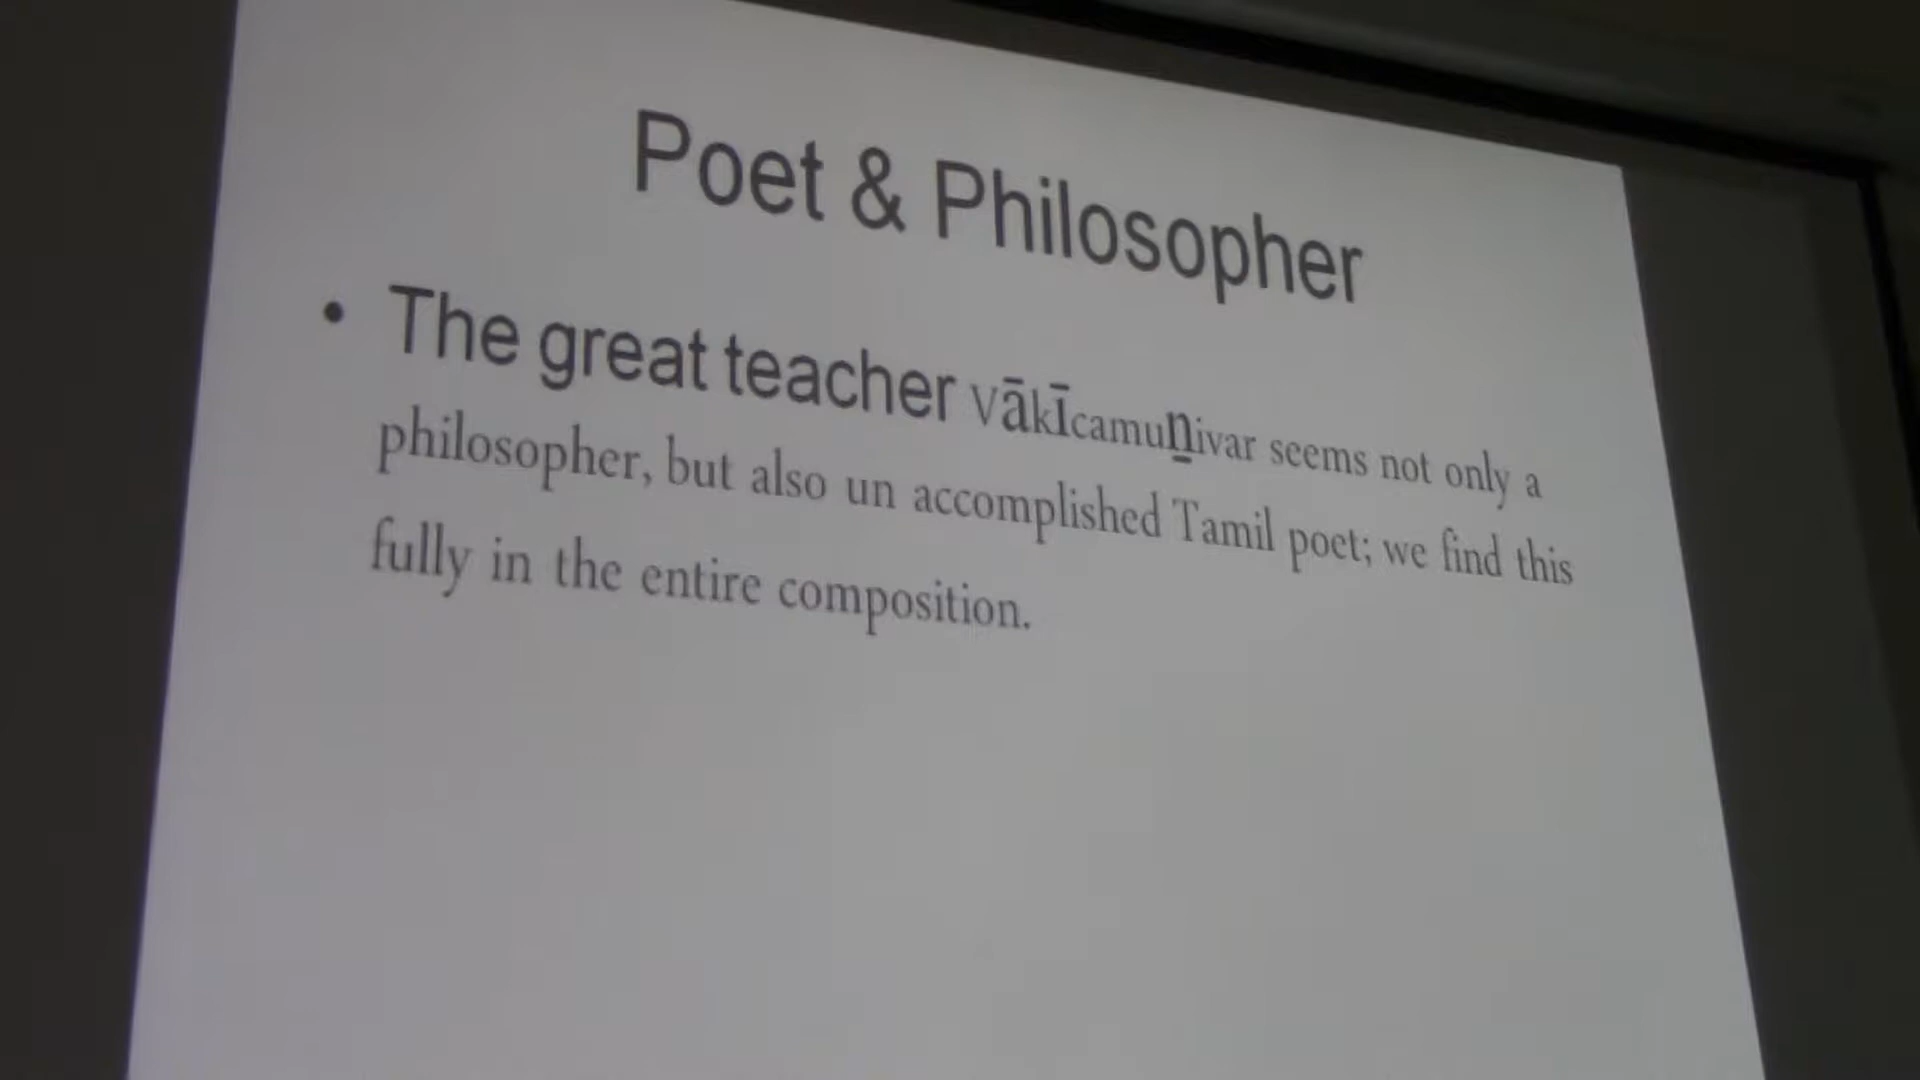 Poet & Philosopher
• The great teacher vākīcamuṉivar seems not only a
philosopher, but also un accomplished Tamil poet; we find this
fully in the entire composition.